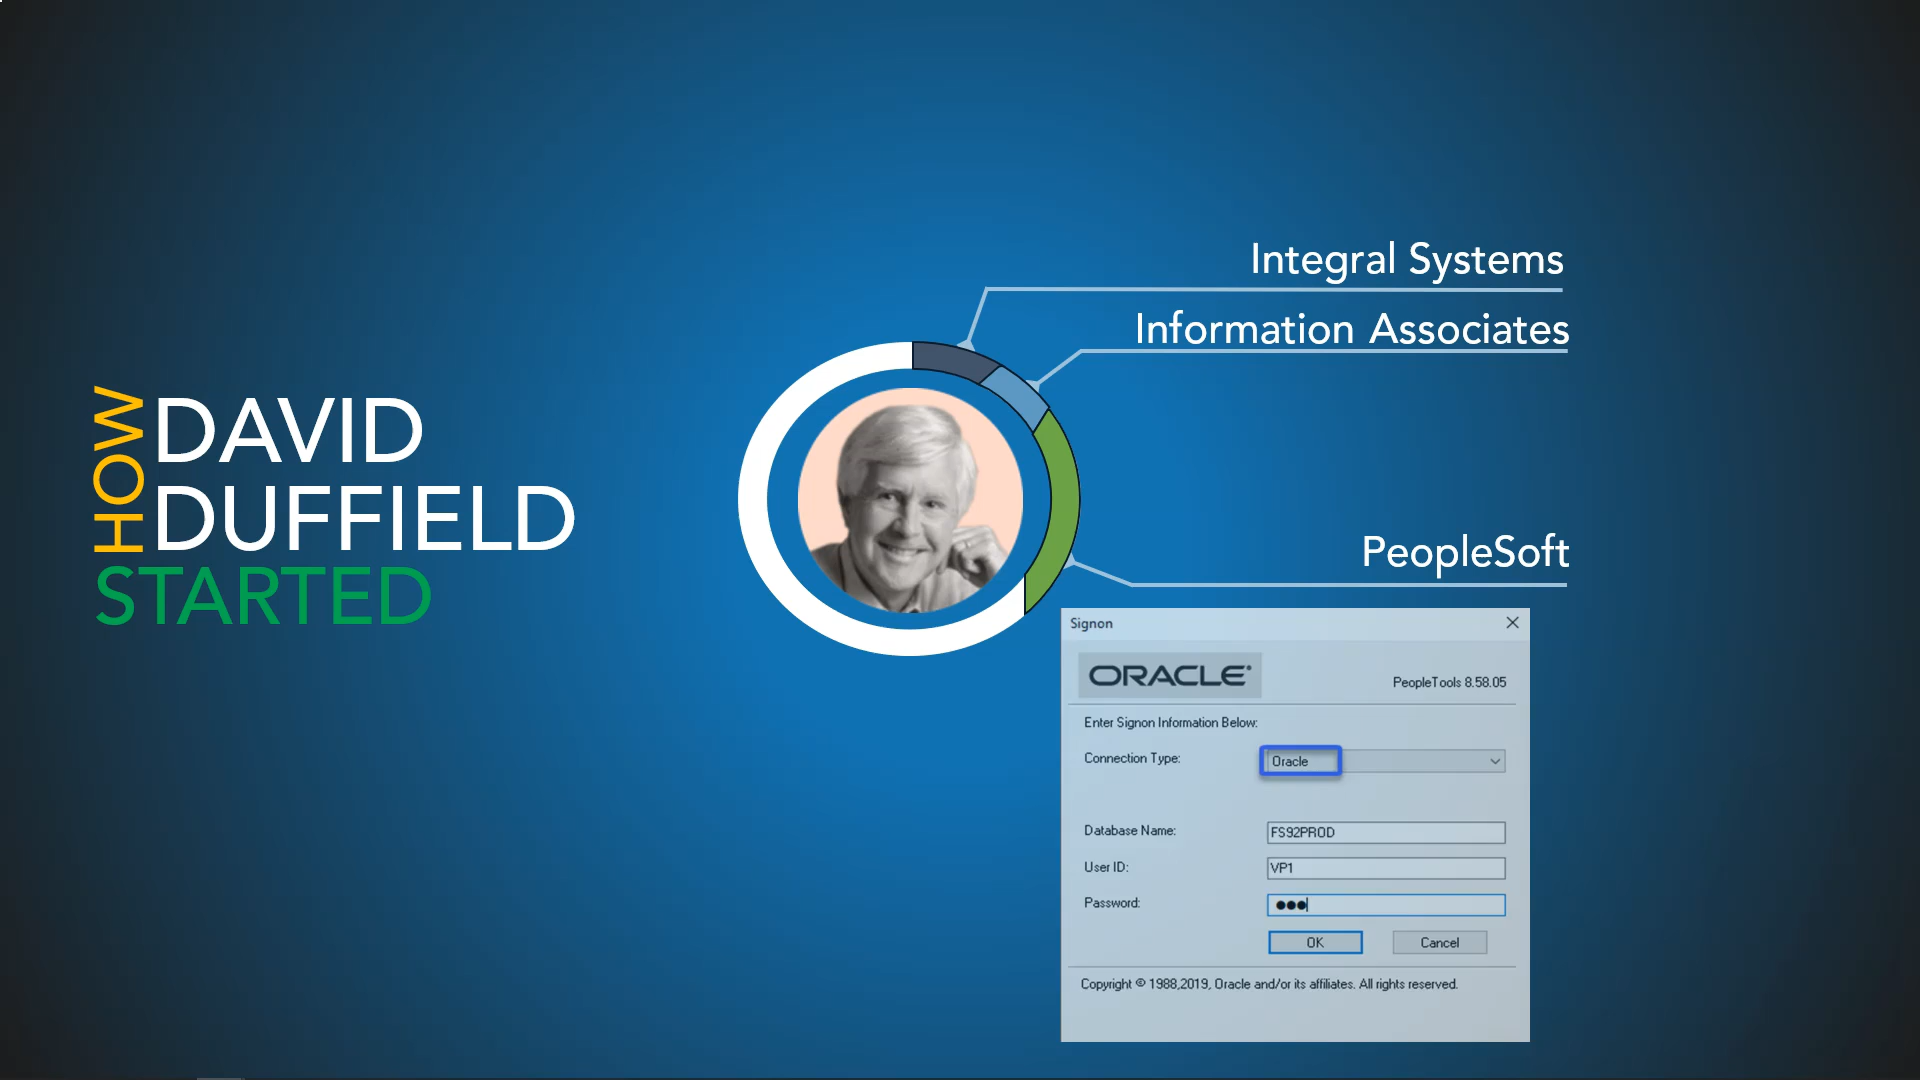 HOW
DAVID
DUFFIELD
STARTED
Integral Systems
Information Associates
PeopleSoft
Signon
ORACLE®
PeopleTools 8.58.05
Enter Signon Information Below:
Connection Type:
Oracle
Database Name:
FS92PROD
User ID:
VP1
Password:
OK
Cancel
Copyright © 1988,2019, Oracle and/or its affiliates. All rights reserved.